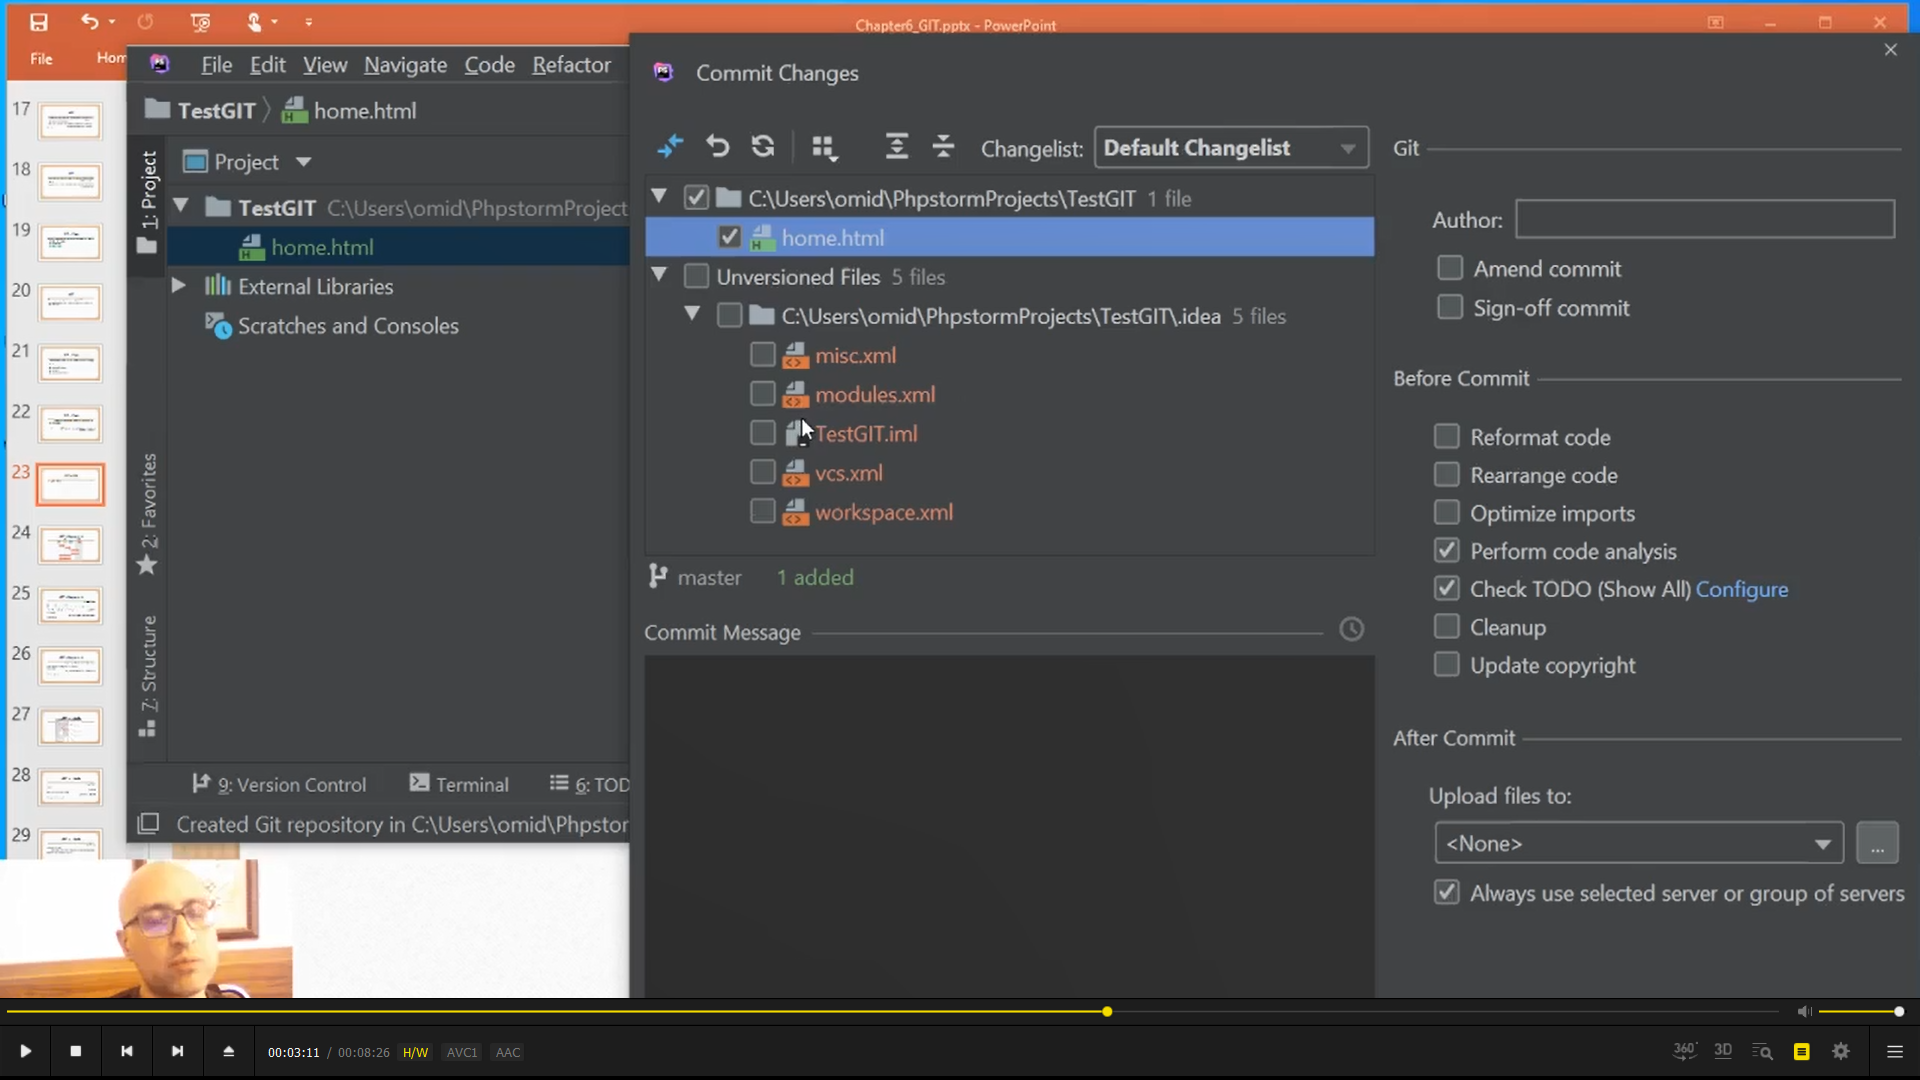 Chapter6_GIT.pptx - PowerPoint
File
Hom
File Edit View Navigate Code Refactor
TestGIT
home.html
1: Project
Project
TestGIT C:\Users\omid\PhpstormProject
home.html
External Libraries
Scratches and Consoles
2: Favorites
7: Structure
9: Version Control
Terminal
6: TOD
Created Git repository in C:\Users\omid\Phpstor
17
18
19
20
21
22
23
24
25
26
27
28
29
Commit Changes
Changelist: Default Changelist
C:\Users\omid\PhpstormProjects\TestGIT 1 file
home.html
Unversioned Files 5 files
C:\Users\omid\PhpstormProjects\TestGIT\.idea 5 files
misc.xml
modules.xml
TestGIT.iml
vcs.xml
workspace.xml
master 1 added
Commit Message
Git
Author:
Amend commit
Sign-off commit
Before Commit
Reformat code
Rearrange code
Optimize imports
Perform code analysis
Check TODO (Show All) Configure
Cleanup
Update copyright
After Commit
Upload files to:
<None>
...
Always use selected server or group of servers
00:03:11 / 00:08:26 H/W AVC1 AAC
360°
3D